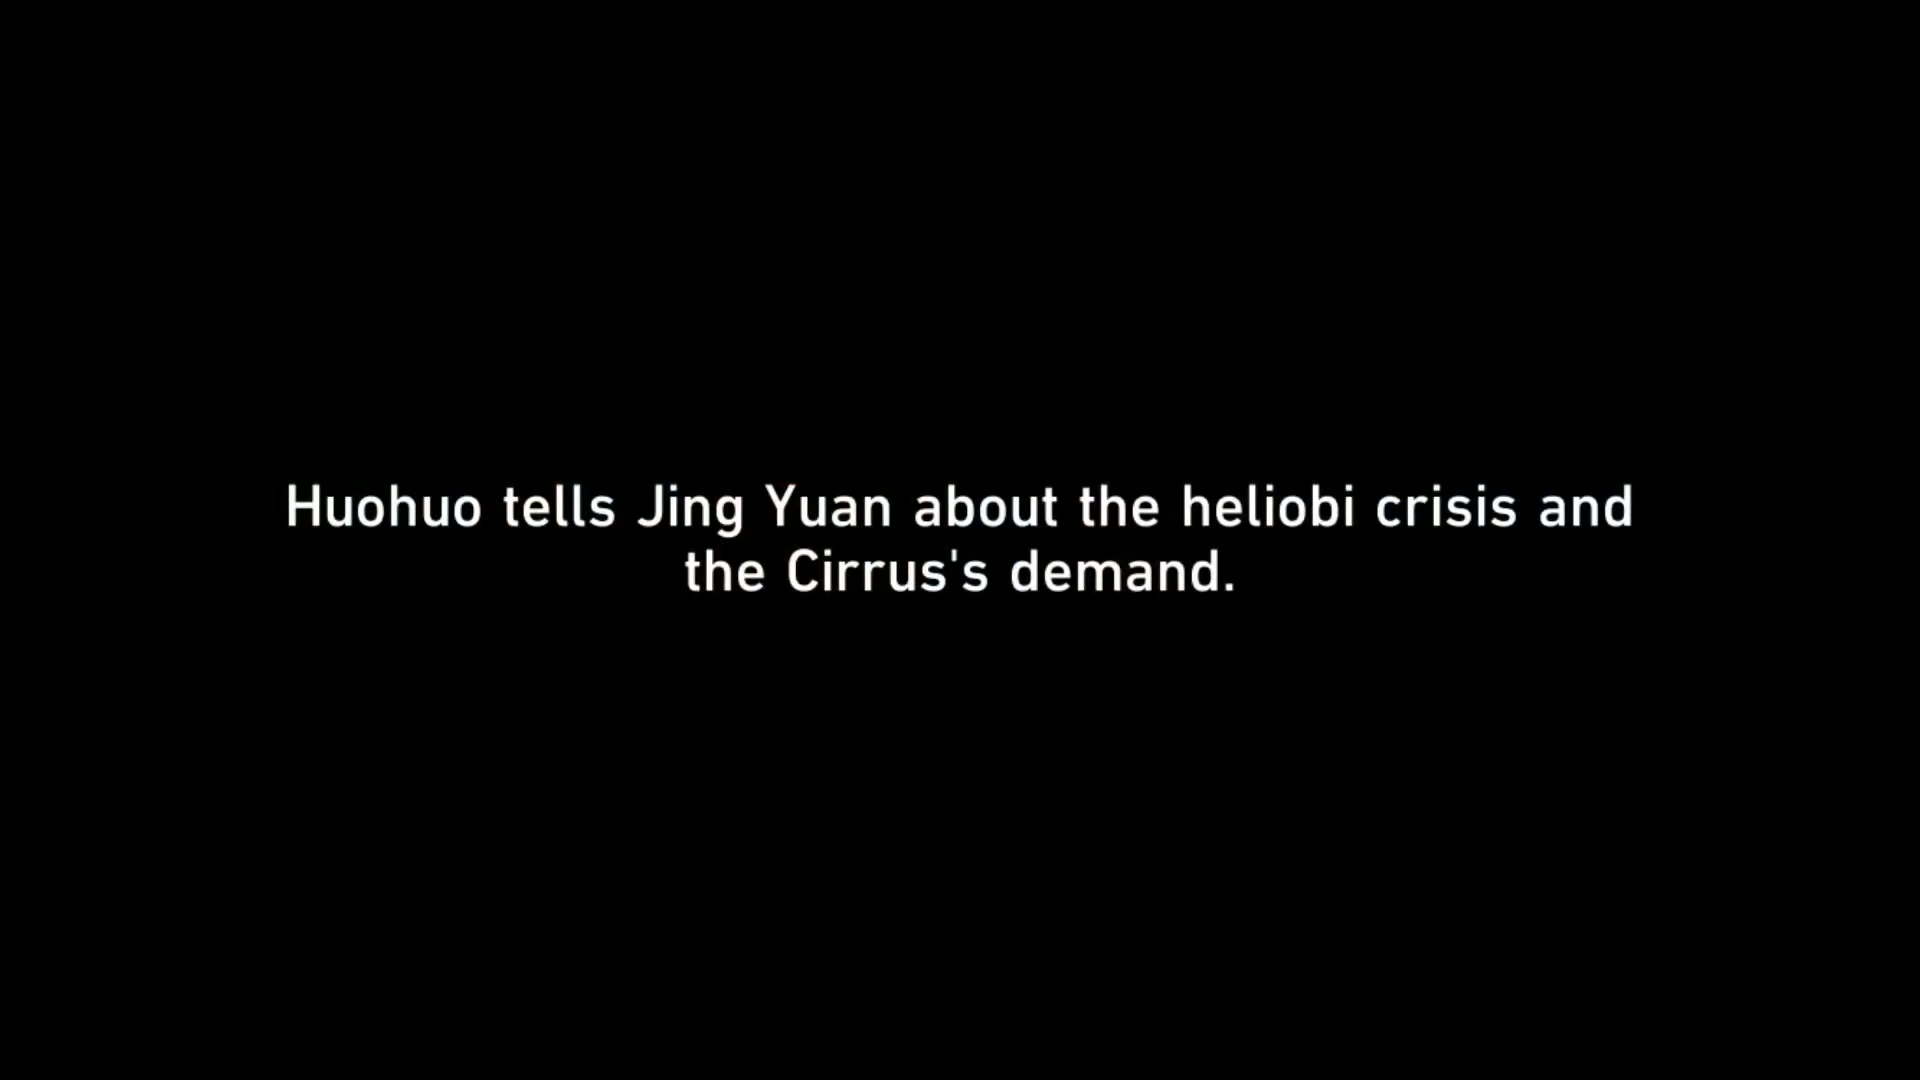 Huohuo tells Jing Yuan about the heliobi crisis and
the Cirrus's demand.